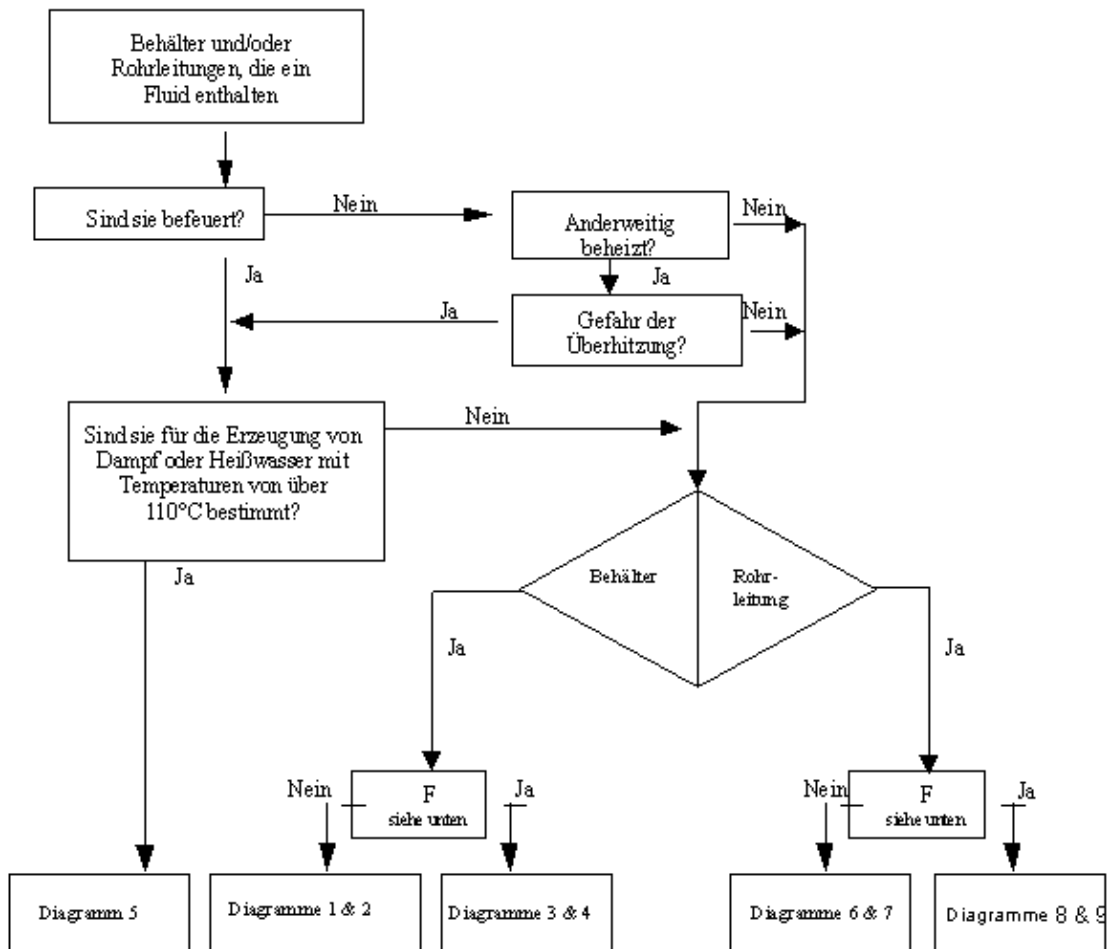 Behälter und/oder
Rohrleitungen, die ein
Fluid enthalten
Sind sie befeuert?
Nein
Anderweitig
beheizt?
Nein
Ja
Ja
Ja
Gefahr der
Überhitzung?
Nein
Sind sie für die Erzeugung von
Dampf oder Heißwasser mit
Temperaturen von über
110°C bestimmt?
Nein
Ja
Behälter
Rohr-
leitung
Ja
Ja
Nein
F
siehe unten
Ja
Nein
F
siehe unten
Ja
Diagramm 5
Diagramme 1 & 2
Diagramme 3 & 4
Diagramme 6 & 7
Diagramme 8 & 9